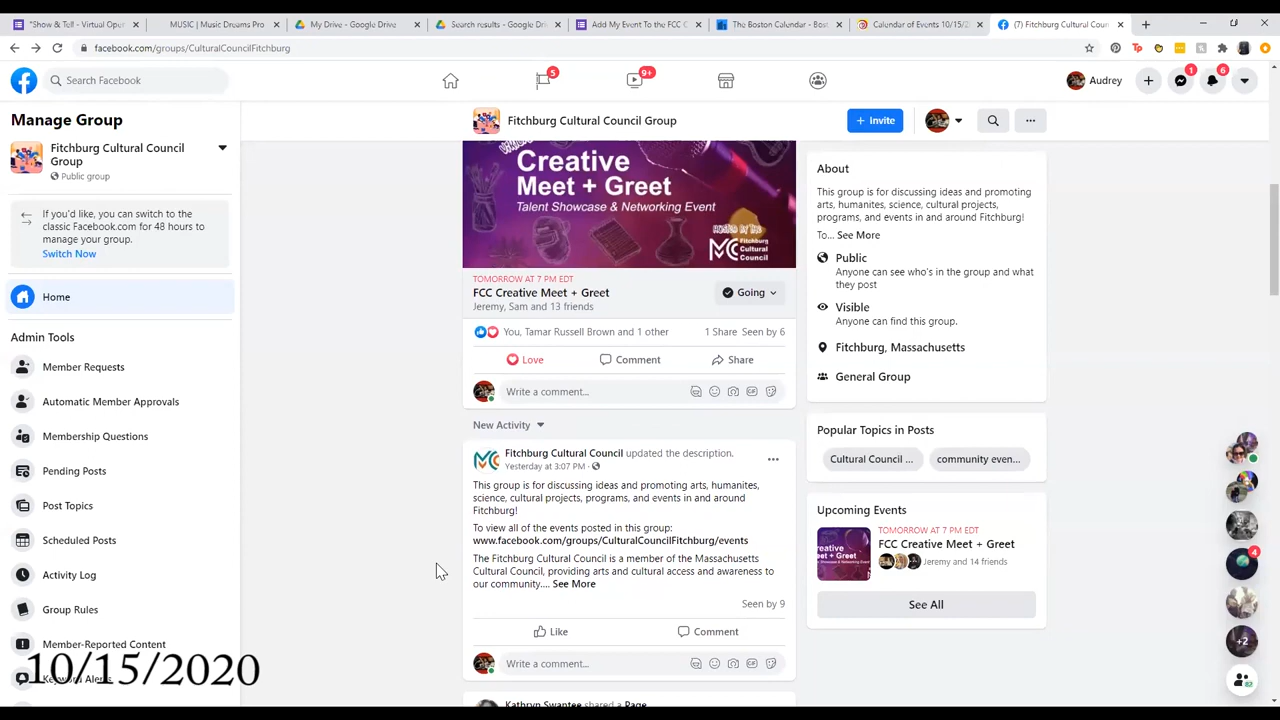 "Show & Tell - Virtual Oper
MUSIC | Music Dreams Pro
My Drive - Google Drive
Search results - Google Dri
Add My Event To the FCC C
The Boston Calendar - Bost
Calendar of Events 10/15/2
(7) Fitchburg Cultural Coun
facebook.com/groups/CulturalCouncilFitchburg
Search Facebook
5
9+
Audrey
1
6
Manage Group
Fitchburg Cultural Council Group
Invite
Fitchburg Cultural Council
Group
Public group
If you'd like, you can switch to the
classic Facebook.com for 48 hours to
manage your group.
Switch Now
Home
Admin Tools
Member Requests
Automatic Member Approvals
Membership Questions
Pending Posts
Post Topics
Scheduled Posts
Activity Log
Group Rules
Member-Reported Content
10/15/2020
Creative
Meet + Greet
Talent Showcase & Networking Event
HOSTED BY THE
MC Fitchburg
Cultural
Council
TOMORROW AT 7 PM EDT
FCC Creative Meet + Greet
Jeremy, Sam and 13 friends
Going
You, Tamar Russell Brown and 1 other
1 Share Seen by 6
Love
Comment
Share
Write a comment...
New Activity
Fitchburg Cultural Council updated the description.
Yesterday at 3:07 PM ·
This group is for discussing ideas and promoting arts, humanites,
science, cultural projects, programs, and events in and around
Fitchburg!
To view all of the events posted in this group:
www.facebook.com/groups/CulturalCouncilFitchburg/events
The Fitchburg Cultural Council is a member of the Massachusetts
Cultural Council, providing arts and cultural access and awareness to
our community.... See More
Seen by 9
Like
Comment
Write a comment...
Kathryn Swantee shared a Page.
About
This group is for discussing ideas and promoting
arts, humanites, science, cultural projects,
programs, and events in and around Fitchburg!
To... See More
Public
Anyone can see who's in the group and what
they post
Visible
Anyone can find this group.
Fitchburg, Massachusetts
General Group
Popular Topics in Posts
Cultural Council ...
community even...
Upcoming Events
TOMORROW AT 7 PM EDT
FCC Creative Meet + Greet
Jeremy and 14 friends
See All
4
+2